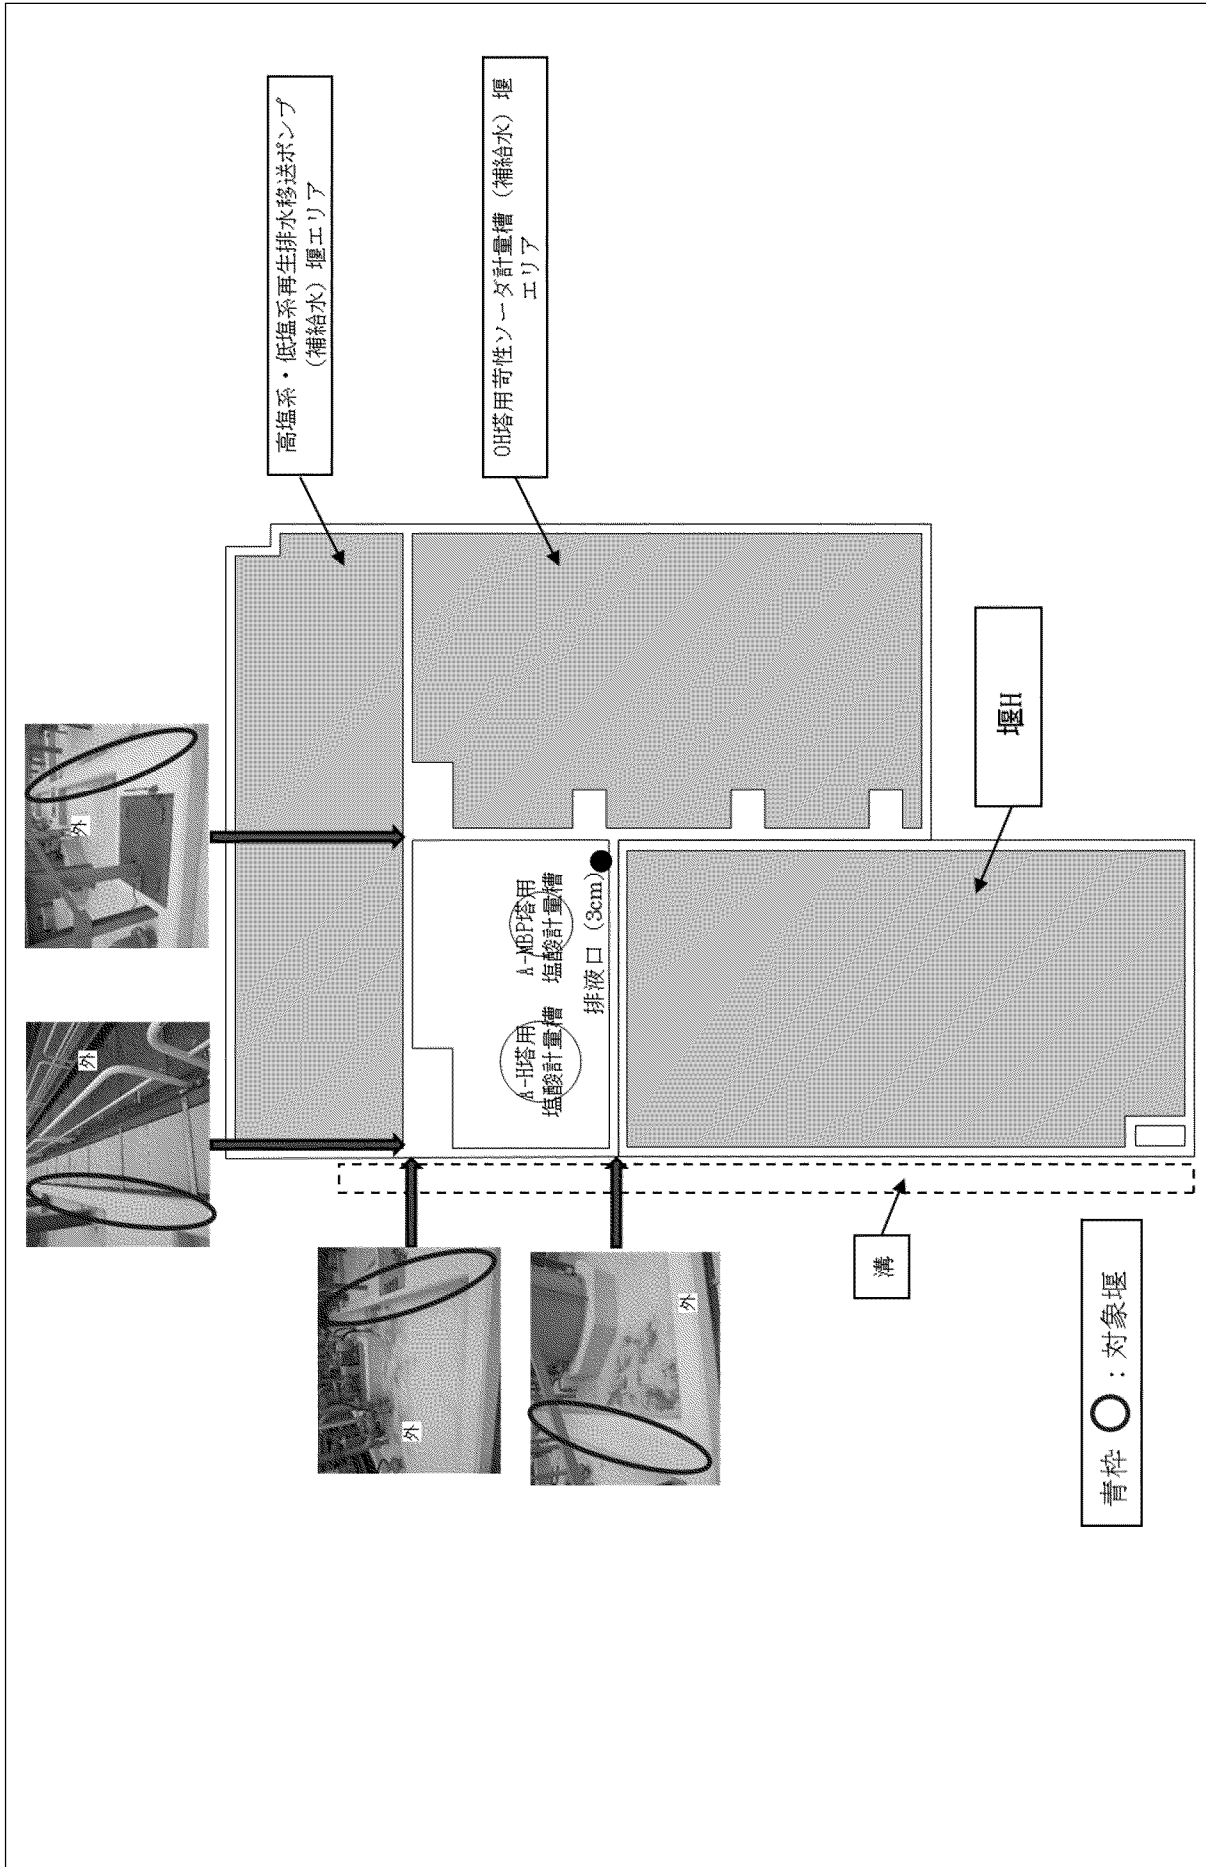 高塩系・低塩系再生排水移送ポンプ
(補給水) 堰エリア
OH塔用苛性ソーダ計量槽 (補給水) 堰
エリア
外
外
外
外
A-H塔用
塩酸計量槽
A-MBP塔用
塩酸計量槽
排液口 (3cm)
堰H
溝
青枠 ○ : 対象堰